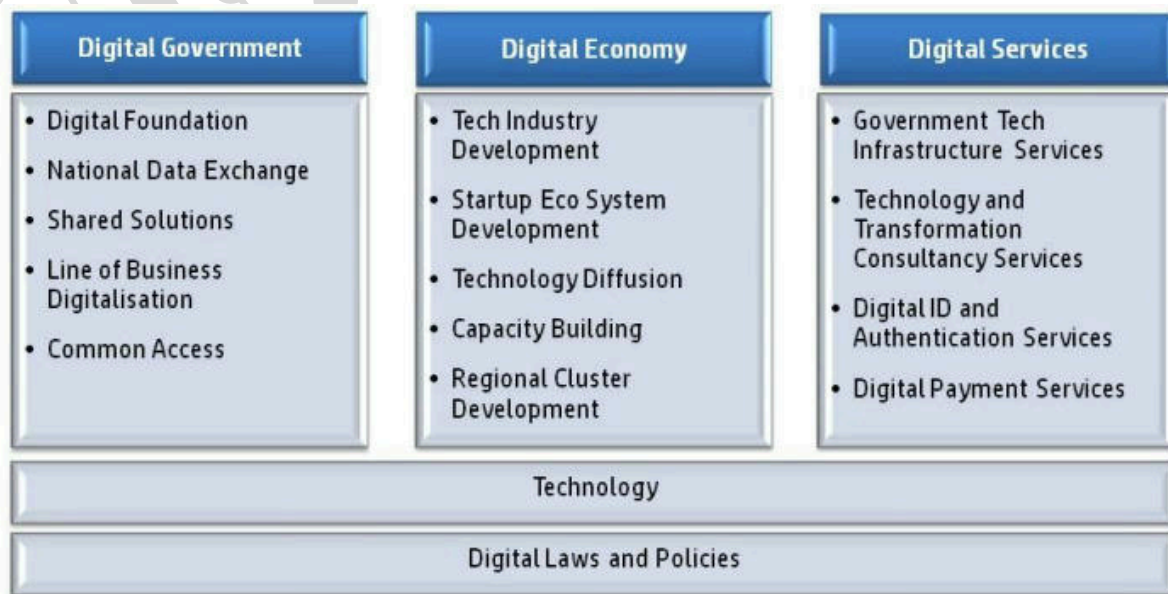 Digital Government
• Digital Foundation
• National Data Exchange
• Shared Solutions
• Line of Business
Digitalisation
• Common Access
Digital Economy
• Tech Industry
Development
• Startup Eco System
Development
• Technology Diffusion
• Capacity Building
• Regional Cluster
Development
Digital Services
• Government Tech
Infrastructure Services
• Technology and
Transformation
Consultancy Services
• Digital ID and
Authentication Services
• Digital Payment Services
Technology
Digital Laws and Policies